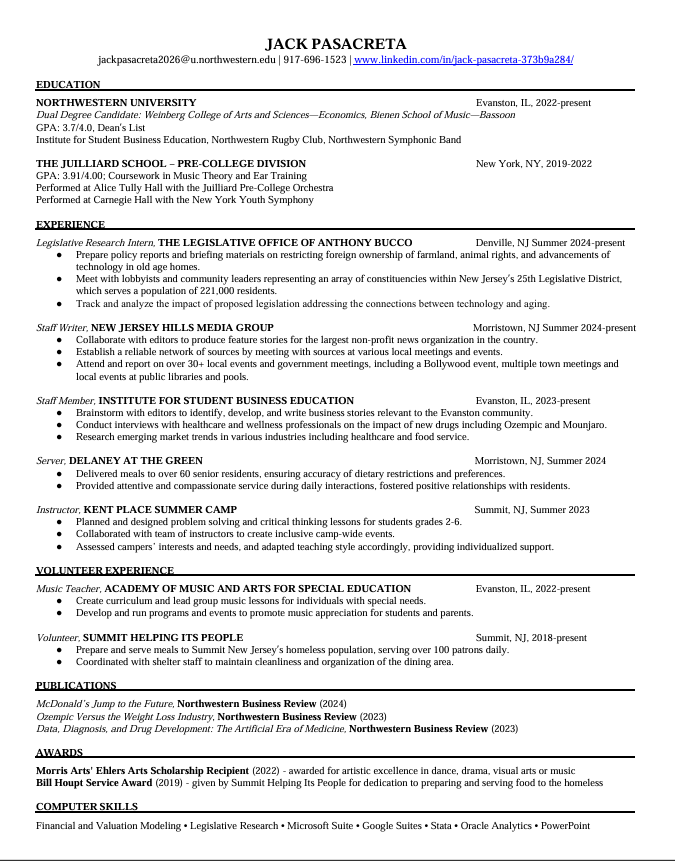 JACK PASACRETA
jackpasacreta2026@u.northwestern.edu | 917-696-1523 | www.linkedin.com/in/jack-pasacreta-373b9a284/
EDUCATION
NORTHWESTERN UNIVERSITY Evanston, IL, 2022-present
Dual Degree Candidate: Weinberg College of Arts and Sciences—Economics, Bienen School of Music—Bassoon
GPA: 3.7/4.0, Dean's List
Institute for Student Business Education, Northwestern Rugby Club, Northwestern Symphonic Band
THE JUILLIARD SCHOOL – PRE-COLLEGE DIVISION New York, NY, 2019-2022
GPA: 3.91/4.00; Coursework in Music Theory and Ear Training
Performed at Alice Tully Hall with the Juilliard Pre-College Orchestra
Performed at Carnegie Hall with the New York Youth Symphony
EXPERIENCE
Legislative Research Intern, THE LEGISLATIVE OFFICE OF ANTHONY BUCCO Denville, NJ Summer 2024-present
● Prepare policy reports and briefing materials on restricting foreign ownership of farmland, animal rights, and advancements of
technology in old age homes.
● Meet with lobbyists and community leaders representing an array of constituencies within New Jersey's 25th Legislative District,
which serves a population of 221,000 residents.
● Track and analyze the impact of proposed legislation addressing the connections between technology and aging.
Staff Writer, NEW JERSEY HILLS MEDIA GROUP Morristown, NJ Summer 2024-present
● Collaborate with editors to produce feature stories for the largest non-profit news organization in the country.
● Establish a reliable network of sources by meeting with sources at various local meetings and events.
● Attend and report on over 30+ local events and government meetings, including a Bollywood event, multiple town meetings and
local events at public libraries and pools.
Staff Member, INSTITUTE FOR STUDENT BUSINESS EDUCATION Evanston, IL, 2023-present
● Brainstorm with editors to identify, develop, and write business stories relevant to the Evanston community.
● Conduct interviews with healthcare and wellness professionals on the impact of new drugs including Ozempic and Mounjaro.
● Research emerging market trends in various industries including healthcare and food service.
Server, DELANEY AT THE GREEN Morristown, NJ, Summer 2024
● Delivered meals to over 60 senior residents, ensuring accuracy of dietary restrictions and preferences.
● Provided attentive and compassionate service during daily interactions, fostered positive relationships with residents.
Instructor, KENT PLACE SUMMER CAMP Summit, NJ, Summer 2023
● Planned and designed problem solving and critical thinking lessons for students grades 2-6.
● Collaborated with team of instructors to create inclusive camp-wide events.
● Assessed campers' interests and needs, and adapted teaching style accordingly, providing individualized support.
VOLUNTEER EXPERIENCE
Music Teacher, ACADEMY OF MUSIC AND ARTS FOR SPECIAL EDUCATION Evanston, IL, 2022-present
● Create curriculum and lead group music lessons for individuals with special needs.
● Develop and run programs and events to promote music appreciation for students and parents.
Volunteer, SUMMIT HELPING ITS PEOPLE Summit, NJ, 2018-present
● Prepare and serve meals to Summit New Jersey's homeless population, serving over 100 patrons daily.
● Coordinated with shelter staff to maintain cleanliness and organization of the dining area.
PUBLICATIONS
McDonald's Jump to the Future, Northwestern Business Review (2024)
Ozempic Versus the Weight Loss Industry, Northwestern Business Review (2023)
Data, Diagnosis, and Drug Development: The Artificial Era of Medicine, Northwestern Business Review (2023)
AWARDS
Morris Arts' Ehlers Arts Scholarship Recipient (2022) - awarded for artistic excellence in dance, drama, visual arts or music
Bill Houpt Service Award (2019) - given by Summit Helping Its People for dedication to preparing and serving food to the homeless
COMPUTER SKILLS
Financial and Valuation Modeling • Legislative Research • Microsoft Suite • Google Suites • Stata • Oracle Analytics • PowerPoint